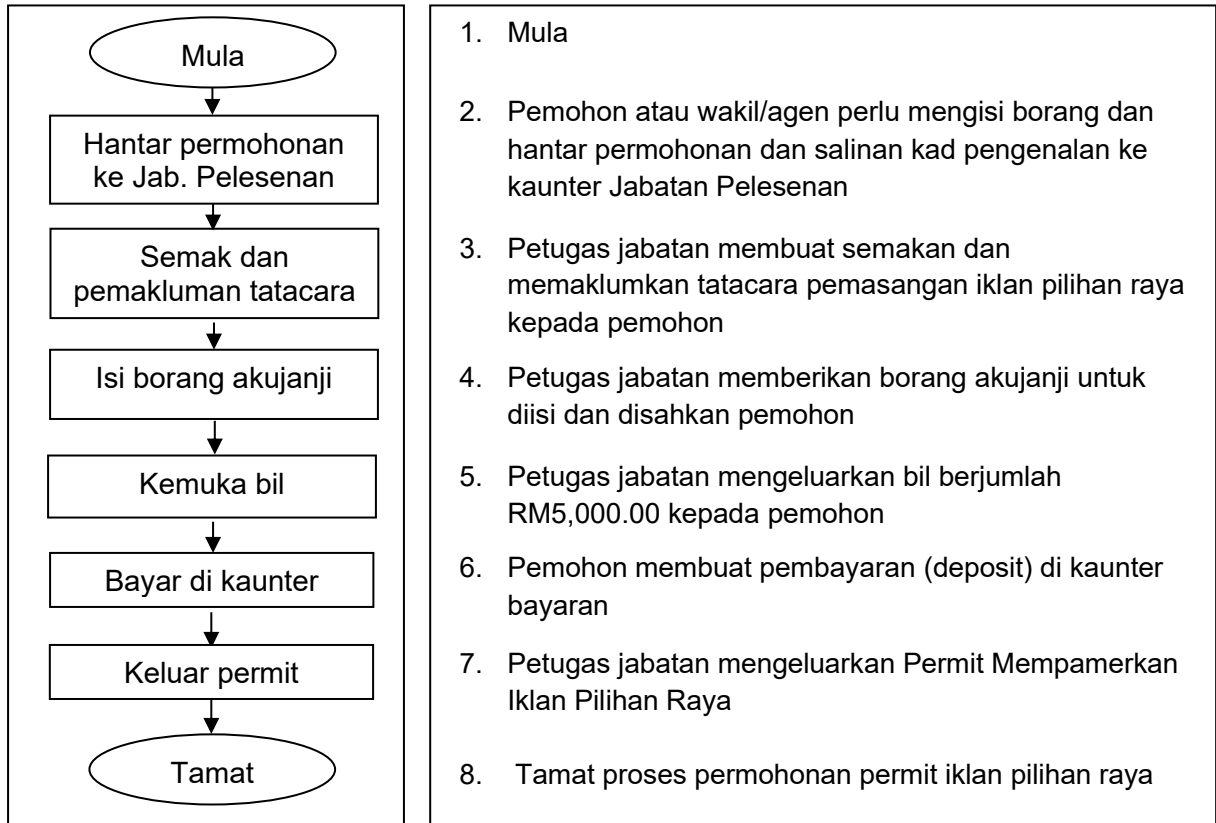 Mula
Hantar permohonan
ke Jab. Pelesenan
Semak dan
pemakluman tatacara
Isi borang akujanji
Kemuka bil
Bayar di kaunter
Keluar permit
Tamat
1. Mula
2. Pemohon atau wakil/agen perlu mengisi borang dan
hantar permohonan dan salinan kad pengenalan ke
kaunter Jabatan Pelesenan
3. Petugas jabatan membuat semakan dan
memaklumkan tatacara pemasangan iklan pilihan raya
kepada pemohon
4. Petugas jabatan memberikan borang akujanji untuk
diisi dan disahkan pemohon
5. Petugas jabatan mengeluarkan bil berjumlah
RM5,000.00 kepada pemohon
6. Pemohon membuat pembayaran (deposit) di kaunter
bayaran
7. Petugas jabatan mengeluarkan Permit Mempamerkan
Iklan Pilihan Raya
8. Tamat proses permohonan permit iklan pilihan raya